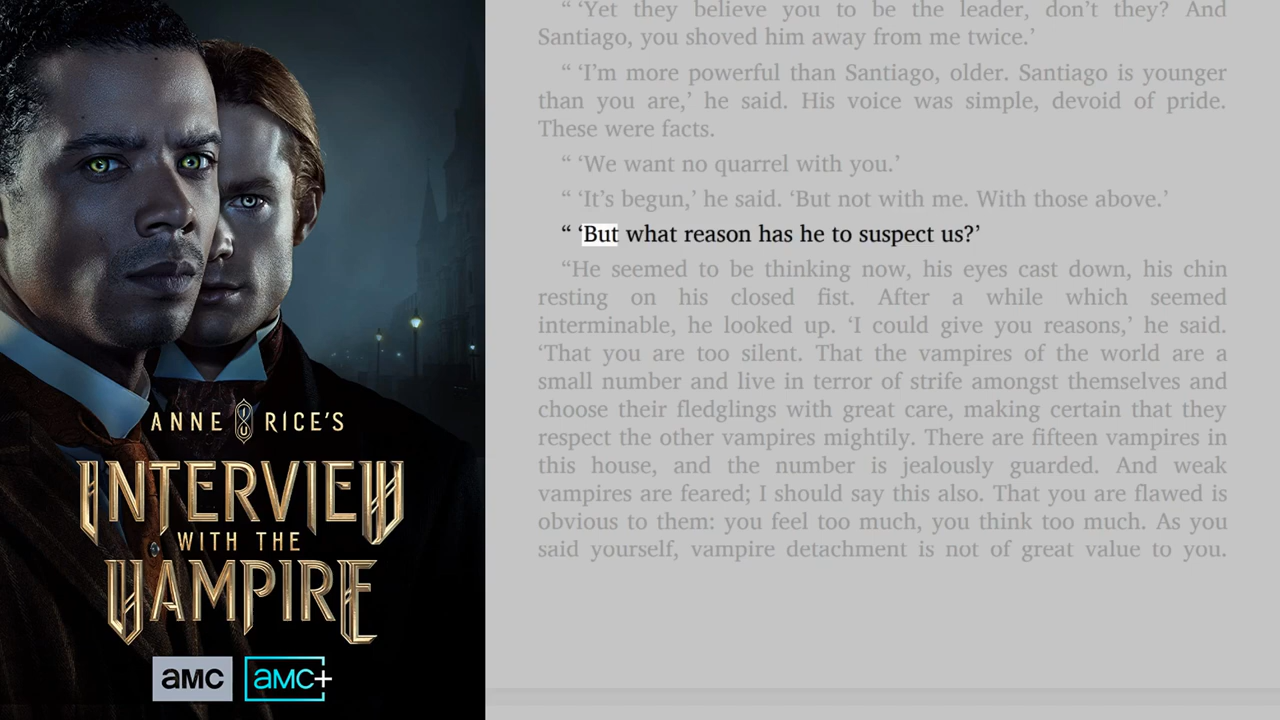 ANNE RICE'S
INTERVIEW
WITH THE
VAMPIRE
aMC
aMC+
“ ‘Yet they believe you to be the leader, don’t they? And
Santiago, you shoved him away from me twice.’
“ ‘I’m more powerful than Santiago, older. Santiago is younger
than you are,’ he said. His voice was simple, devoid of pride.
These were facts.
“ ‘We want no quarrel with you.’
“ ‘It’s begun,’ he said. ‘But not with me. With those above.’
“ ‘But what reason has he to suspect us?’
“He seemed to be thinking now, his eyes cast down, his chin
resting on his closed fist. After a while which seemed
interminable, he looked up. ‘I could give you reasons,’ he said.
‘That you are too silent. That the vampires of the world are a
small number and live in terror of strife amongst themselves and
choose their fledglings with great care, making certain that they
respect the other vampires nightily. There are fifteen vampires in
this house, and the number is jealously guarded. And weak
vampires are feared; I should say this also. That you are flawed is
obvious to them: you feel too much, you think too much. As you
said yourself, vampire detachment is not of great value to you.